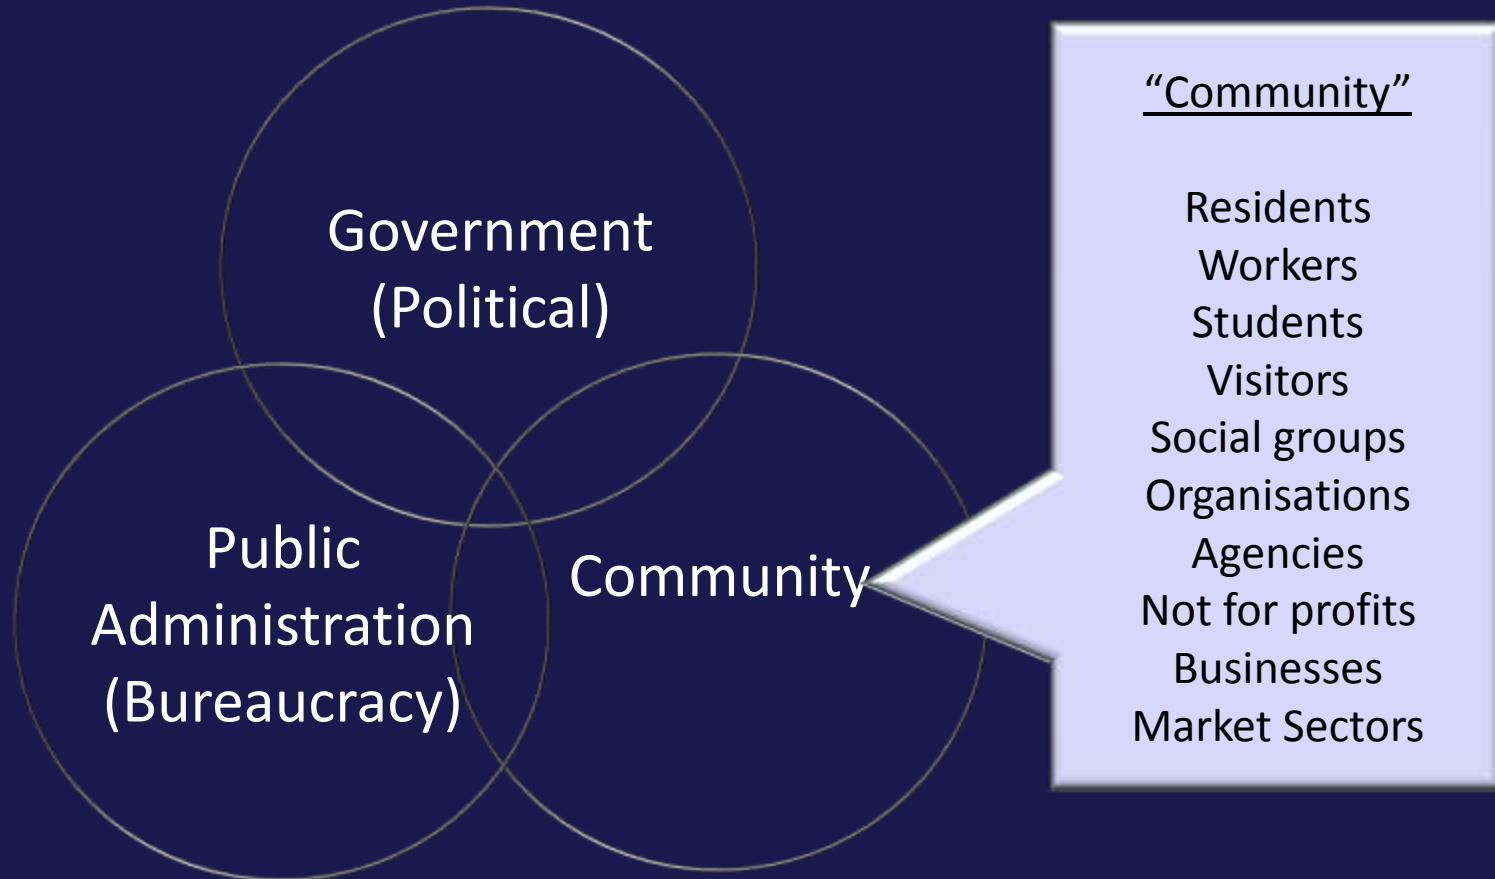 Government
(Political)
Public
Administration
(Bureaucracy)
Community
“Community”
Residents
Workers
Students
Visitors
Social groups
Organisations
Agencies
Not for profits
Businesses
Market Sectors